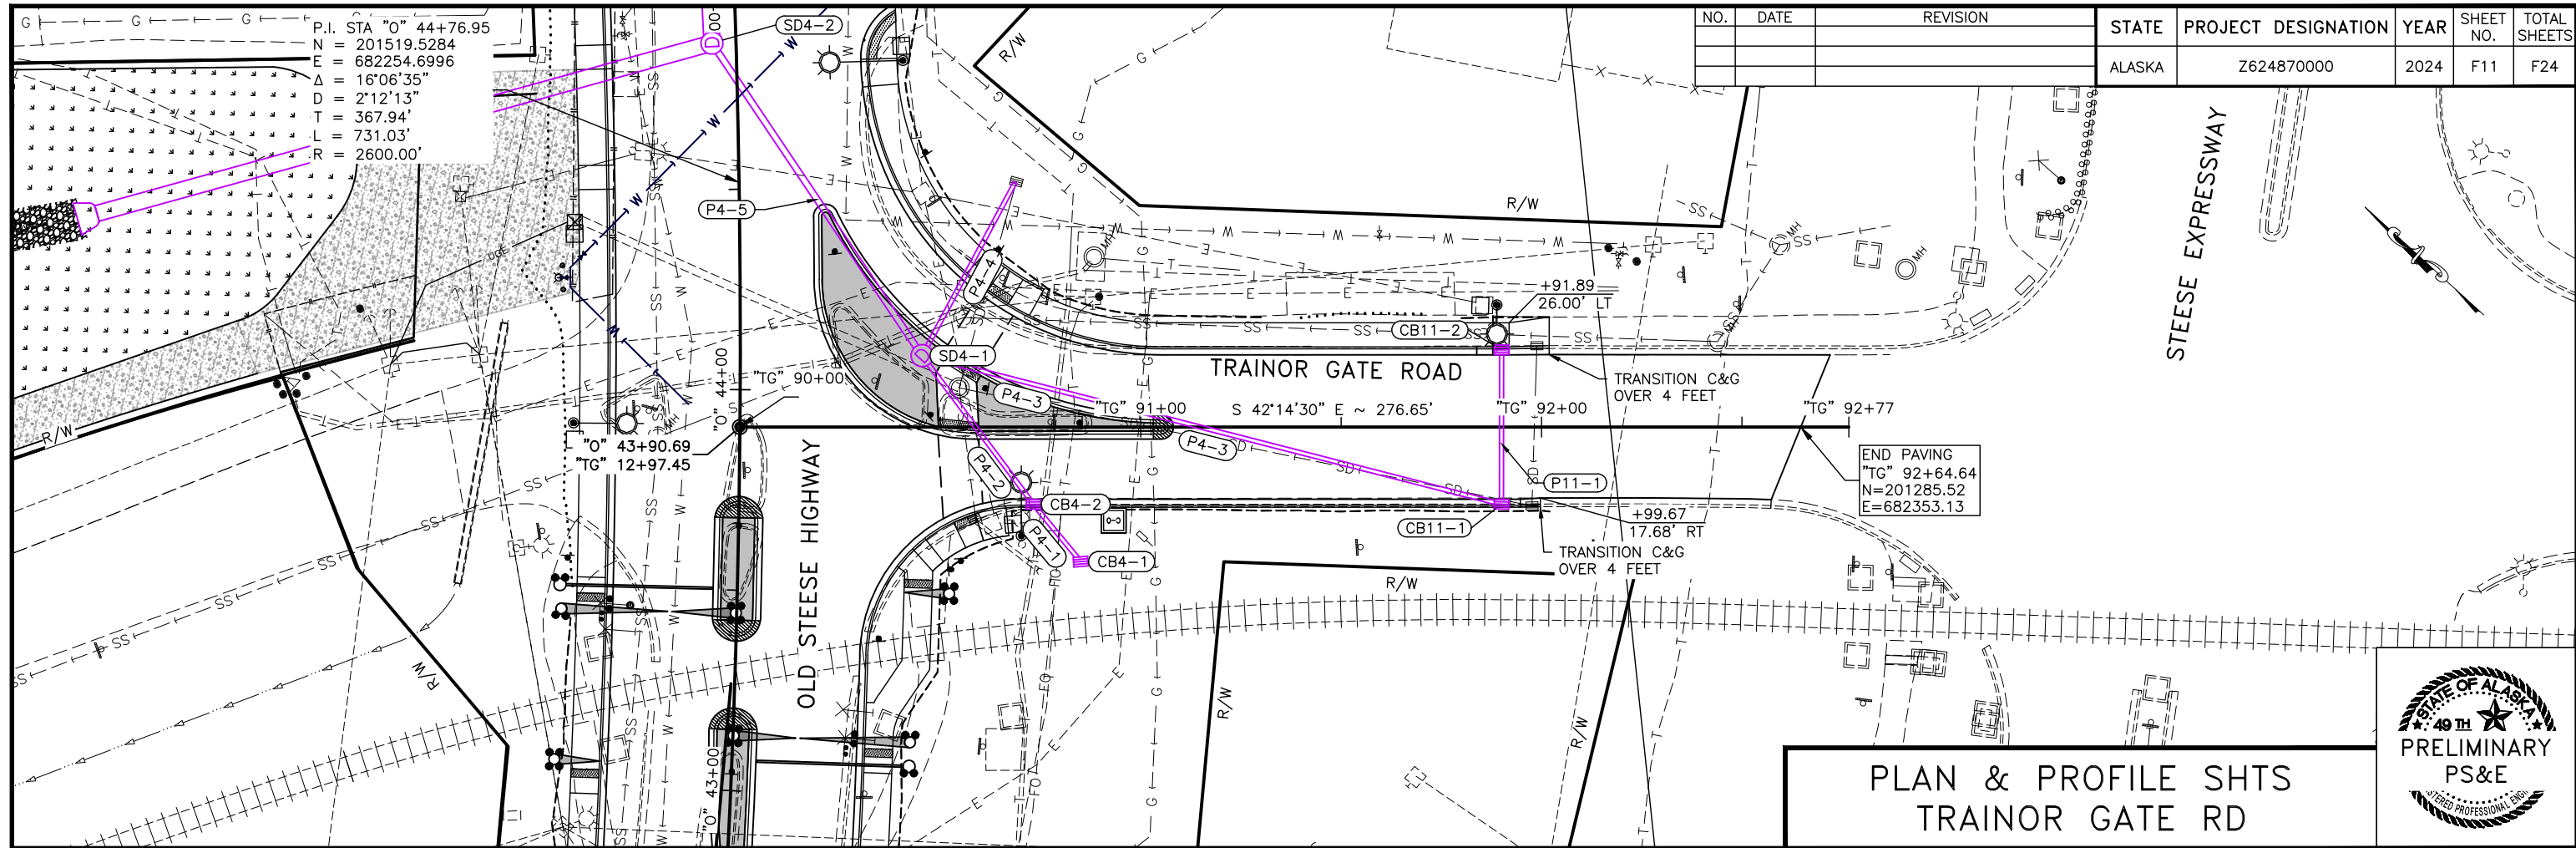 P.I. STA "O" 44+76.95
N = 201519.5284
E = 682254.6996
Δ = 16°06'35"
D = 2°12'13"
T = 367.94'
L = 731.03'
R = 2600.00'
NO. DATE REVISION
STATE PROJECT DESIGNATION YEAR SHEET NO. TOTAL SHEETS
ALASKA Z624870000 2024 F11 F24
SD4-2
P4-5
P4-4
SD4-1
P4-3
P4-3
P4-2
CB4-2
P4-1
CB4-1
CB11-2
+91.89
26.00' LT
TRAINOR GATE ROAD
TRANSITION C&G
OVER 4 FEET
"O" 44+00
"TG" 90+00
"TG" 91+00
S 42°14'30" E ~ 276.65'
"TG" 92+00
"TG" 92+77
"O" 43+90.69
"TG" 12+97.45
END PAVING
"TG" 92+64.64
N=201285.52
E=682353.13
P11-1
CB11-1
+99.67
17.68' RT
TRANSITION C&G
OVER 4 FEET
OLD STEESE HIGHWAY
STEESE EXPRESSWAY
"O" 43+00
R/W
R/W
R/W
R/W
R/W
R/W
R/W
MH
MH
MH
MH
MH
PLAN & PROFILE SHTS
TRAINOR GATE RD
STATE OF ALASKA
49 TH
PRELIMINARY
PS&E